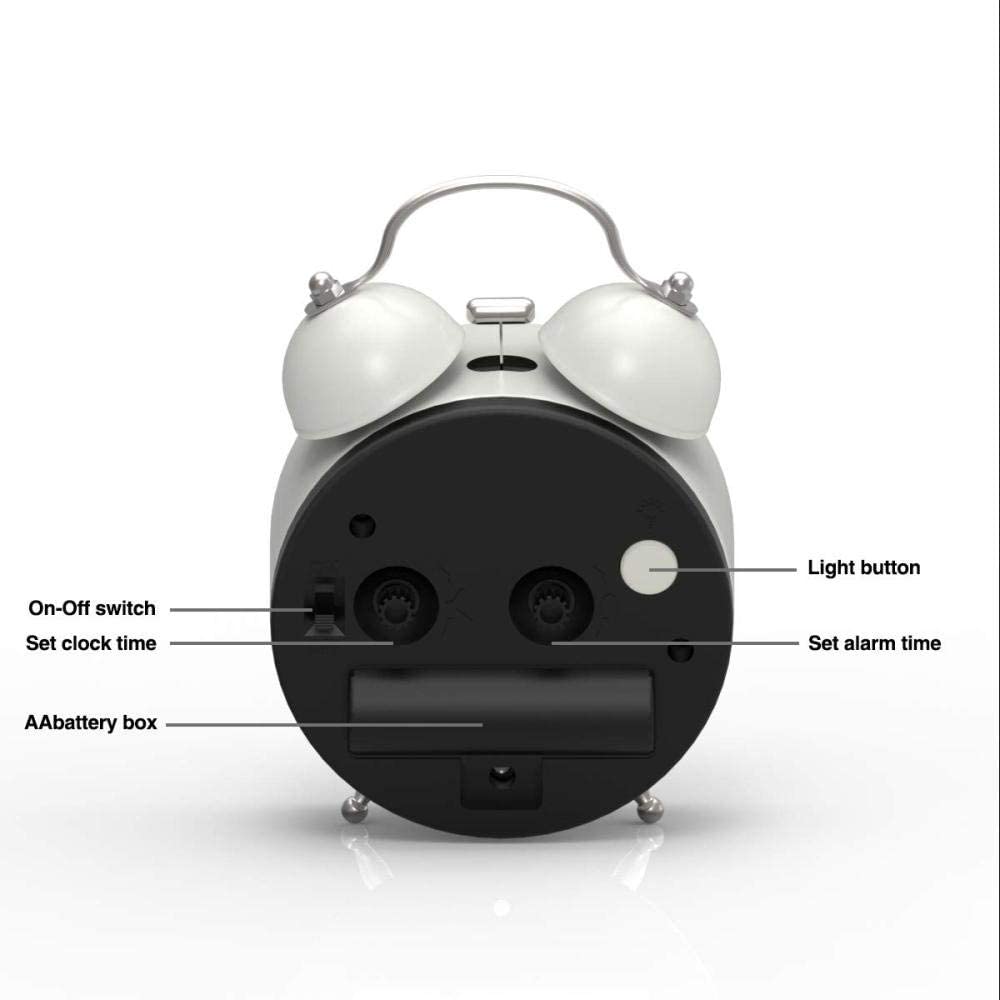 Light button
On-Off switch
Set clock time
Set alarm time
AAbattery box